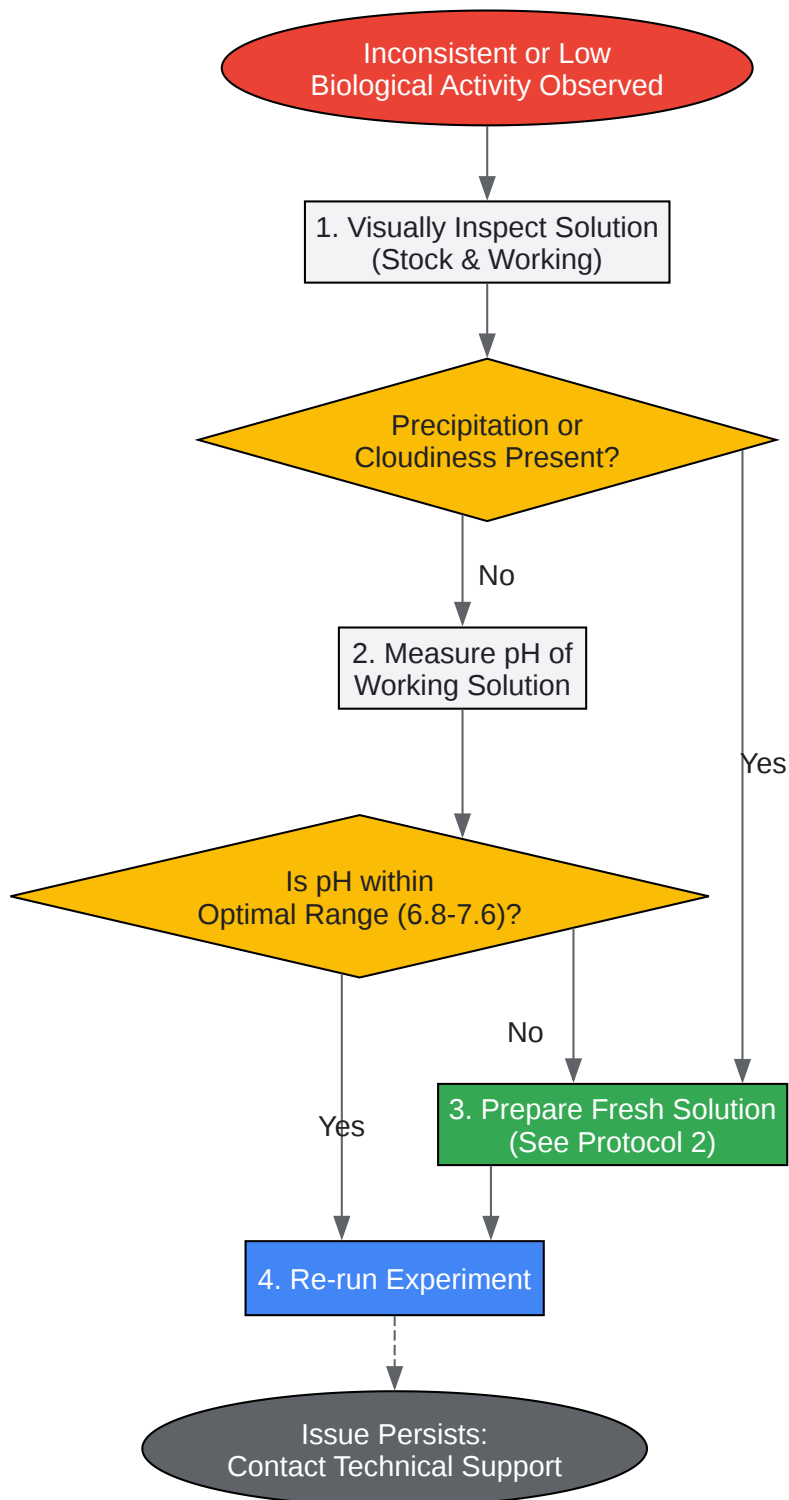 Inconsistent or Low
Biological Activity Observed
1. Visually Inspect Solution
(Stock & Working)
Precipitation or
Cloudiness Present?
No
2. Measure pH of
Working Solution
Yes
Is pH within
Optimal Range (6.8-7.6)?
No
3. Prepare Fresh Solution
(See Protocol 2)
Yes
4. Re-run Experiment
Issue Persists:
Contact Technical Support